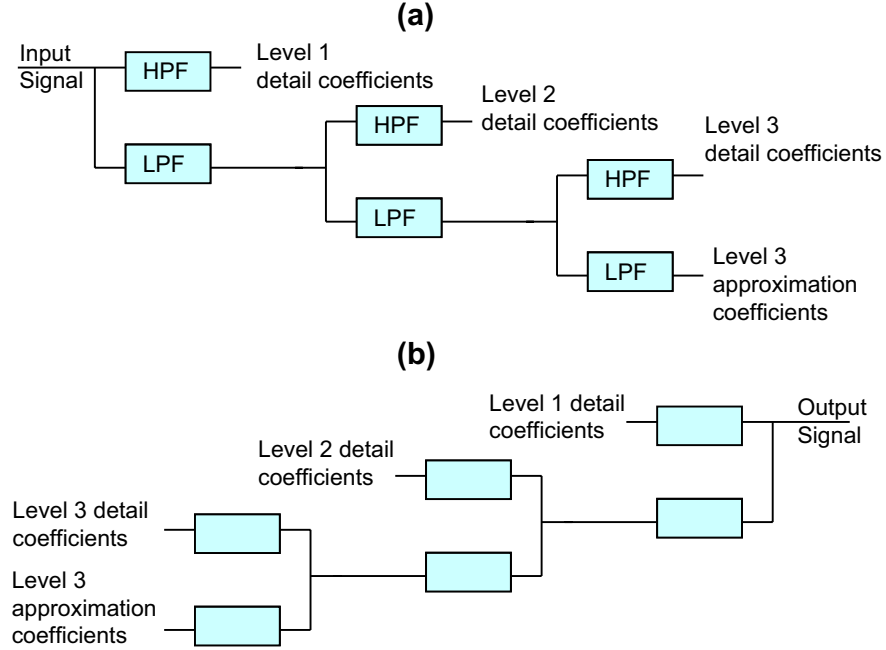 (a)
Input
Signal
HPF
Level 1
detail coefficients
LPF
HPF
Level 2
detail coefficients
LPF
HPF
Level 3
detail coefficients
LPF
Level 3
approximation
coefficients
(b)
Level 1 detail
coefficients
Output
Signal
Level 2 detail
coefficients
Level 3 detail
coefficients
Level 3
approximation
coefficients